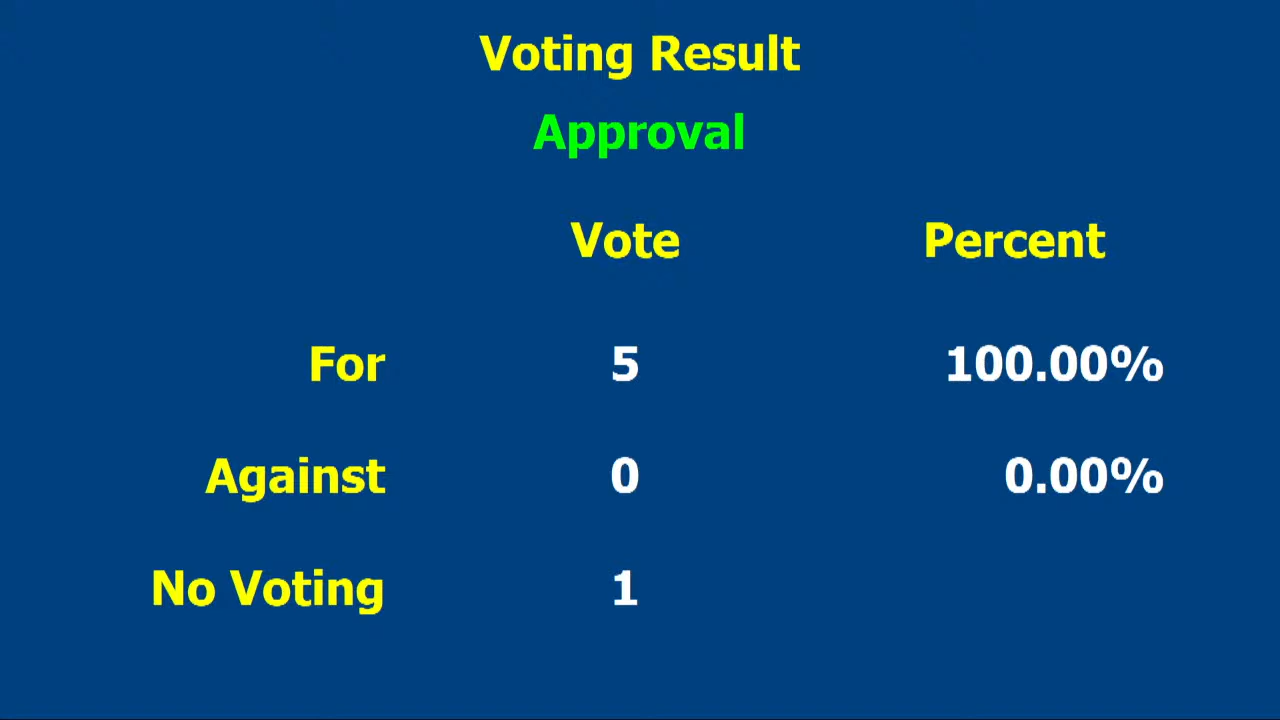 Voting Result
Approval
Vote Percent
For 5 100.00%
Against 0 0.00%
No Voting 1